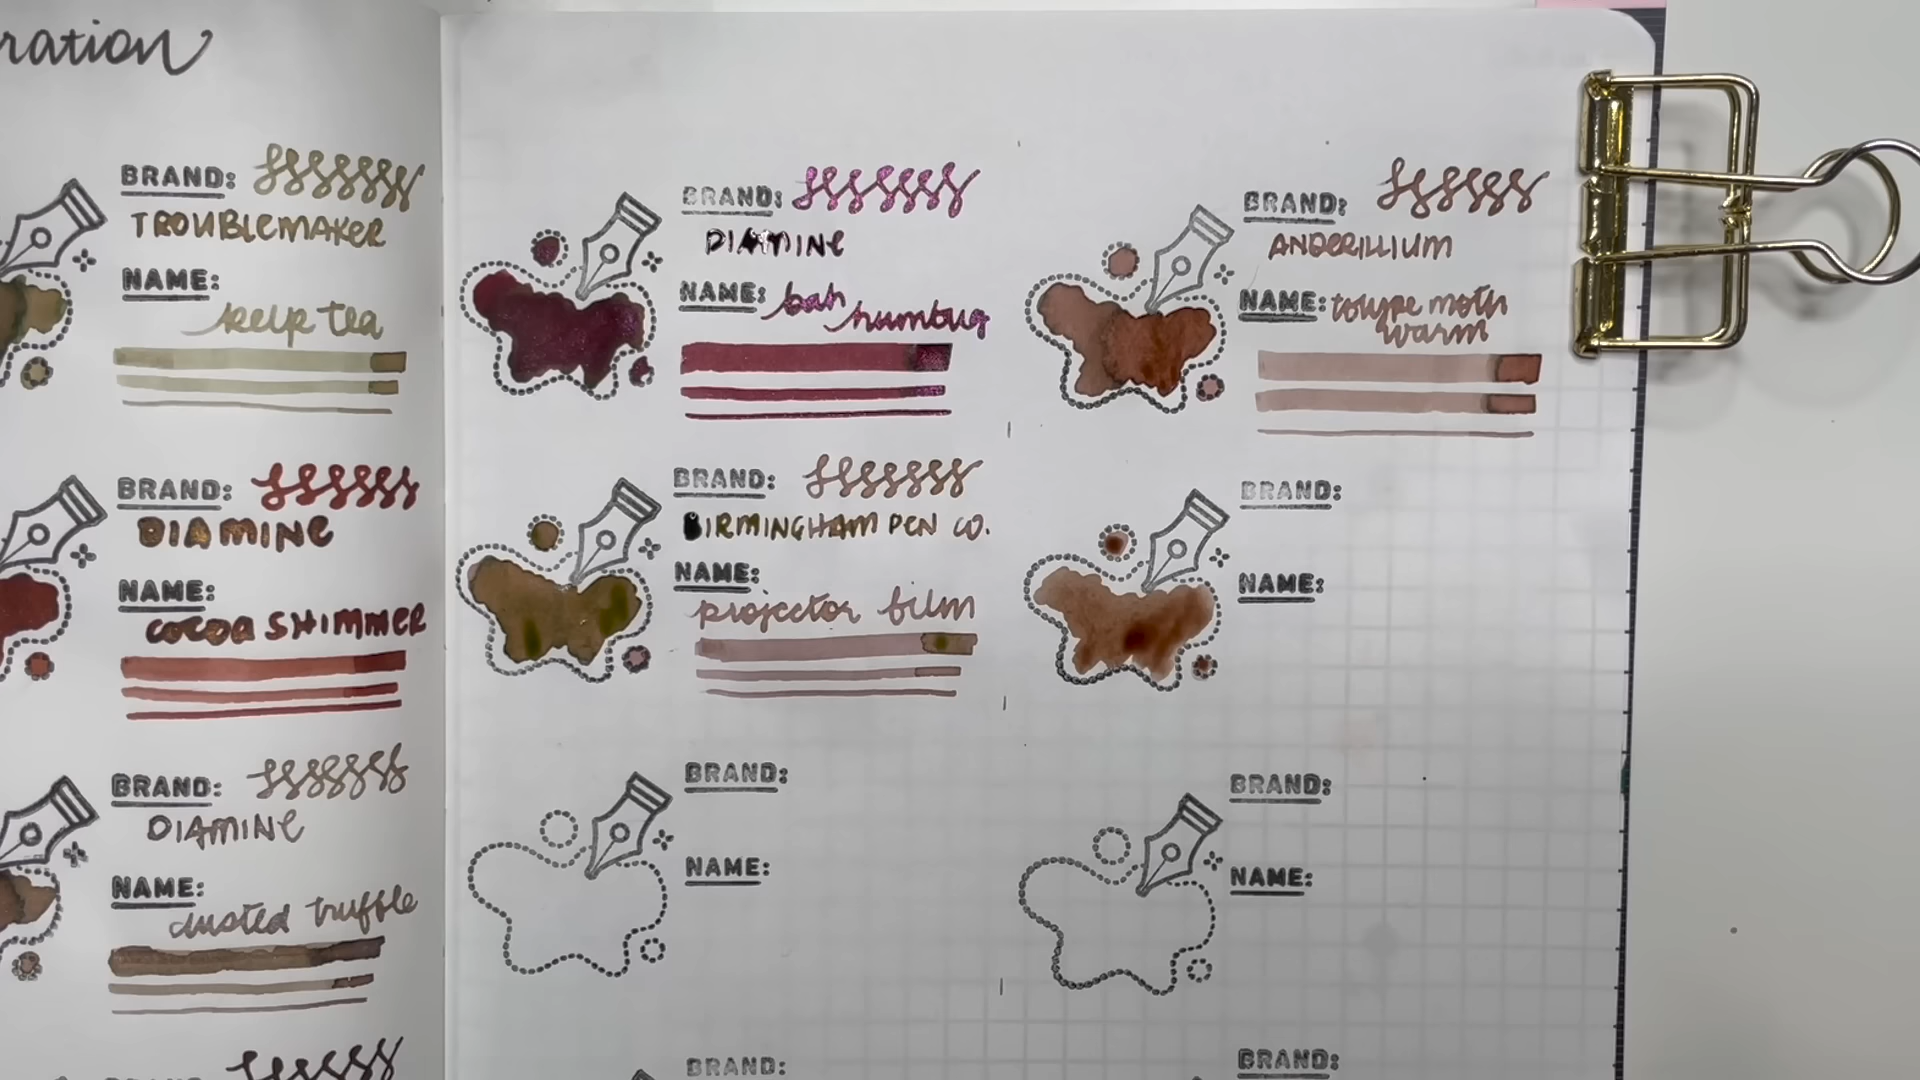 ration
BRAND:
TROUBLEMAKER
NAME:
kelp tea
BRAND:
DIAMINE
NAME:
COCOA SHIMMER
BRAND:
DIAMINE
NAME:
dusted truffle
BRAND:
DIAMINE
NAME: bah
humbug
BRAND:
BIRMINGHAM PEN CO.
NAME:
projector film
BRAND:
NAME:
BRAND:
BRAND:
ANDERILLIUM
NAME: tolype moth
warm
BRAND:
NAME:
BRAND:
NAME:
BRAND: